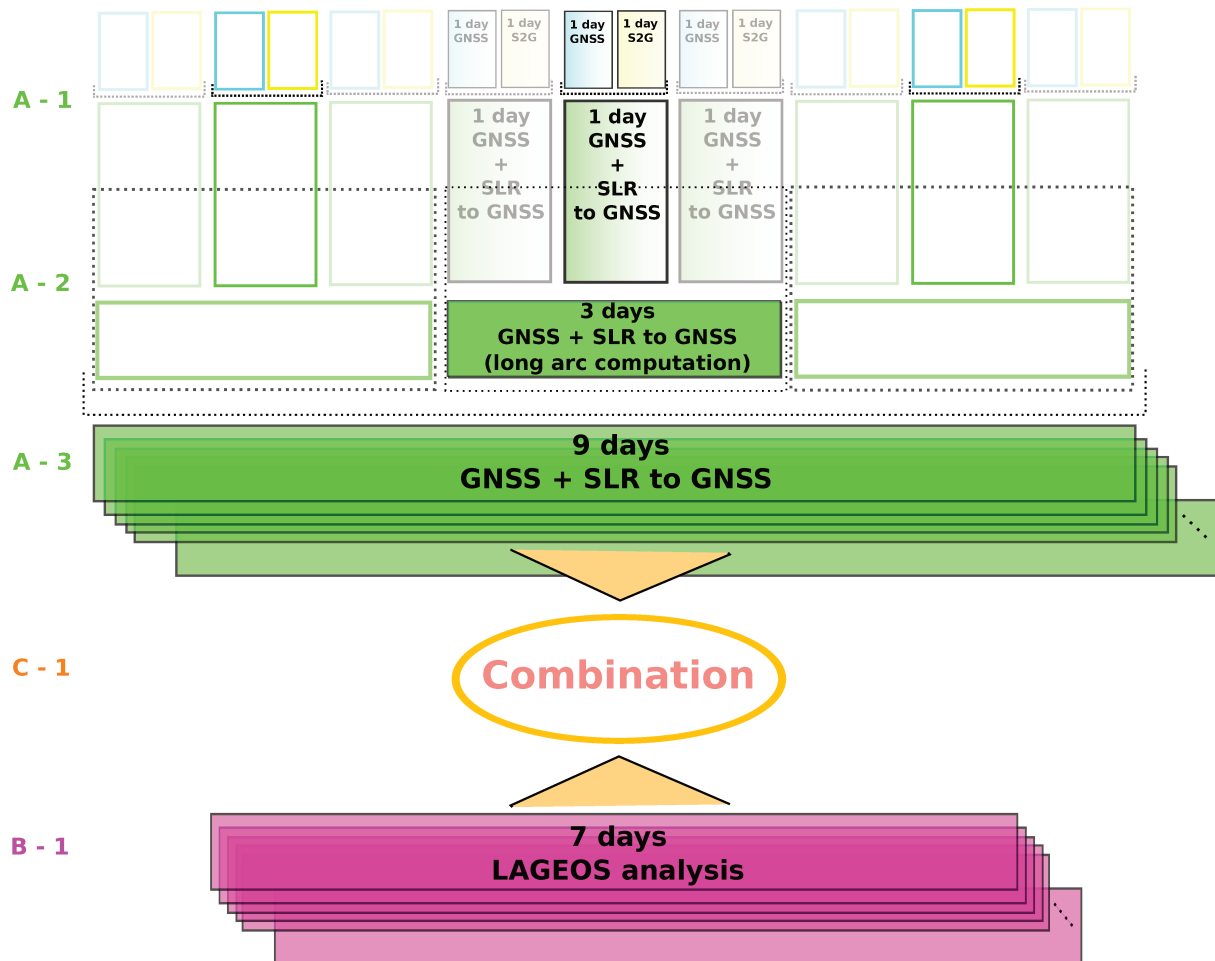 1 day
GNSS
1 day
S2G
1 day
GNSS
1 day
S2G
1 day
GNSS
1 day
S2G
A - 1
1 day
GNSS
+
SLR
to GNSS
1 day
GNSS
+
SLR
to GNSS
1 day
GNSS
+
SLR
to GNSS
A - 2
3 days
GNSS + SLR to GNSS
(long arc computation)
A - 3
9 days
GNSS + SLR to GNSS
C - 1
Combination
B - 1
7 days
LAGEOS analysis